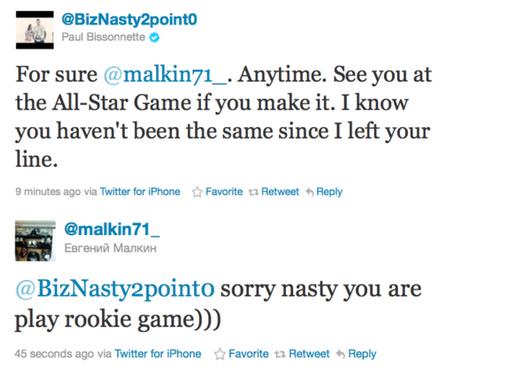 @BizNasty2point0
Paul Bissonnette
For sure @malkin71_. Anytime. See you at
the All-Star Game if you make it. I know
you haven't been the same since I left your
line.
9 minutes ago via Twitter for iPhone Favorite Retweet Reply
@malkin71_
Евгений Малкин
@BizNasty2point0 sorry nasty you are
play rookie game)))
45 seconds ago via Twitter for iPhone Favorite Retweet Reply